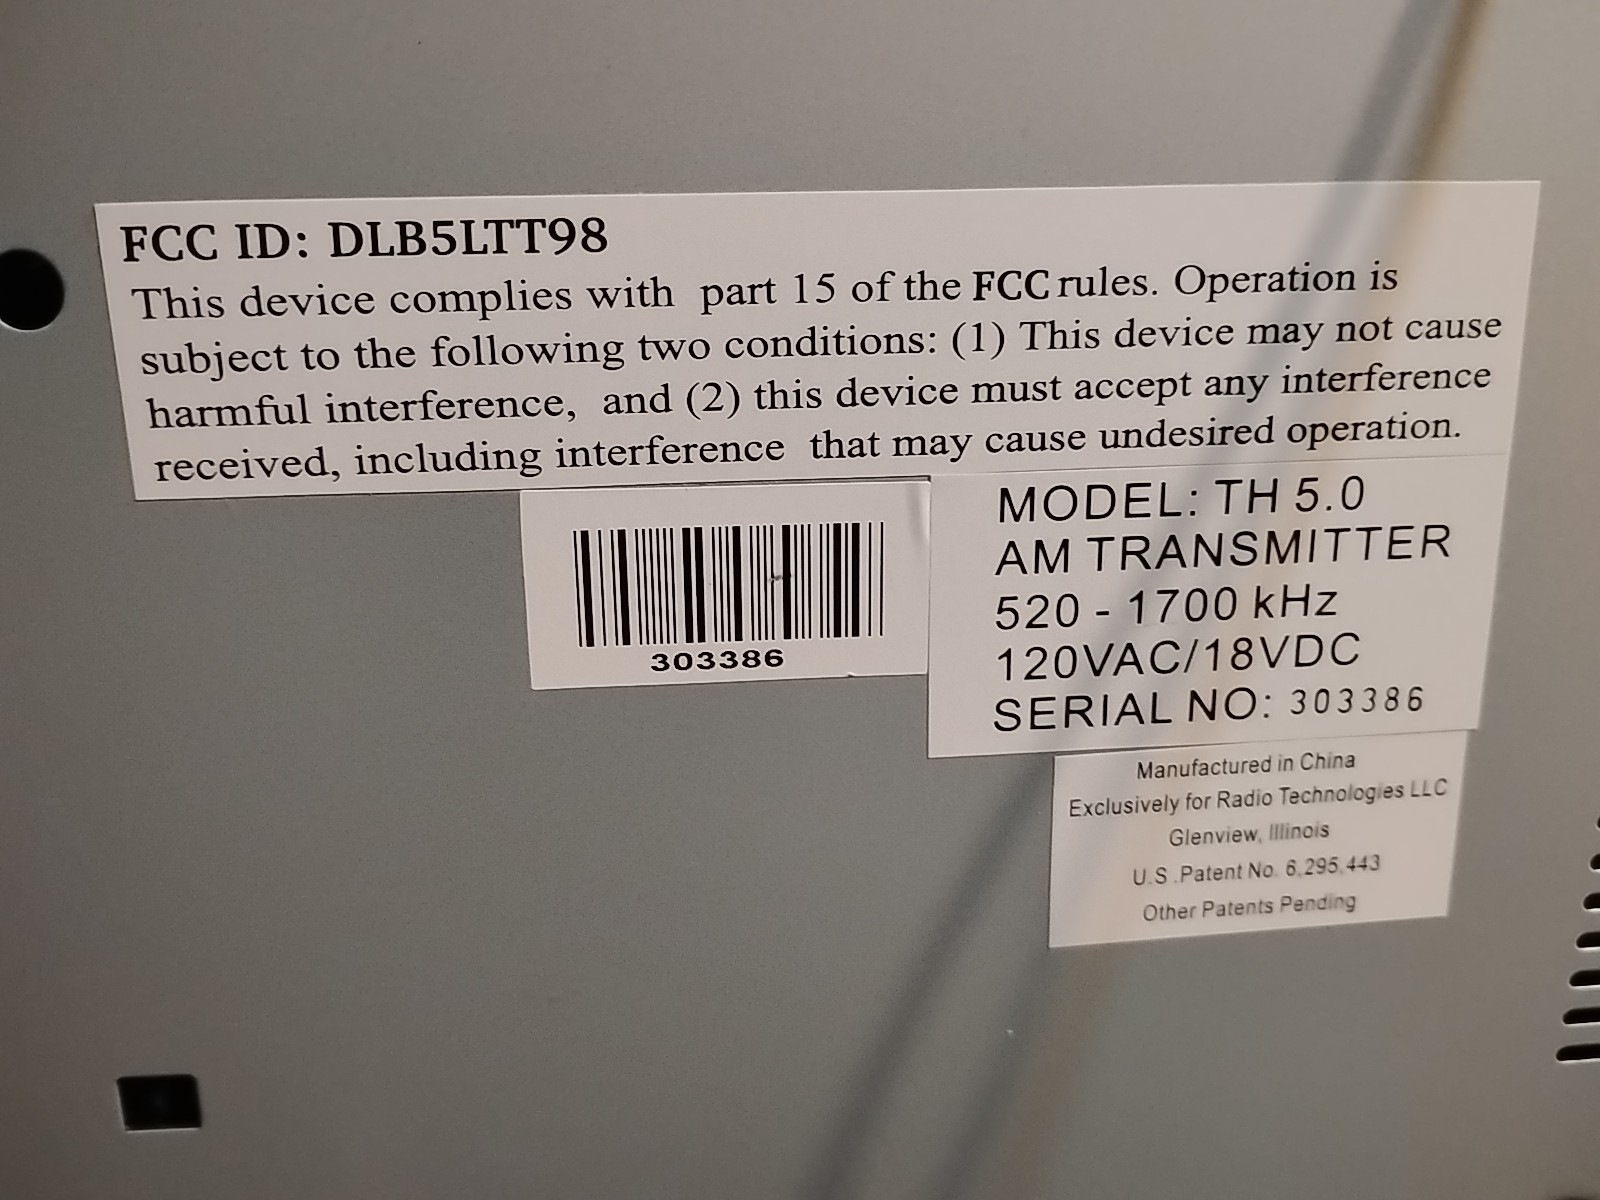 FCC ID: DLB5LTT98
This device complies with part 15 of the FCC rules. Operation is
subject to the following two conditions: (1) This device may not cause
harmful interference, and (2) this device must accept any interference
received, including interference that may cause undesired operation.
303386
MODEL: TH 5.0
AM TRANSMITTER
520 - 1700 kHz
120VAC/18VDC
SERIAL NO: 303386
Manufactured in China
Exclusively for Radio Technologies LLC
Glenview, Illinois
U.S .Patent No. 6,295,443
Other Patents Pending